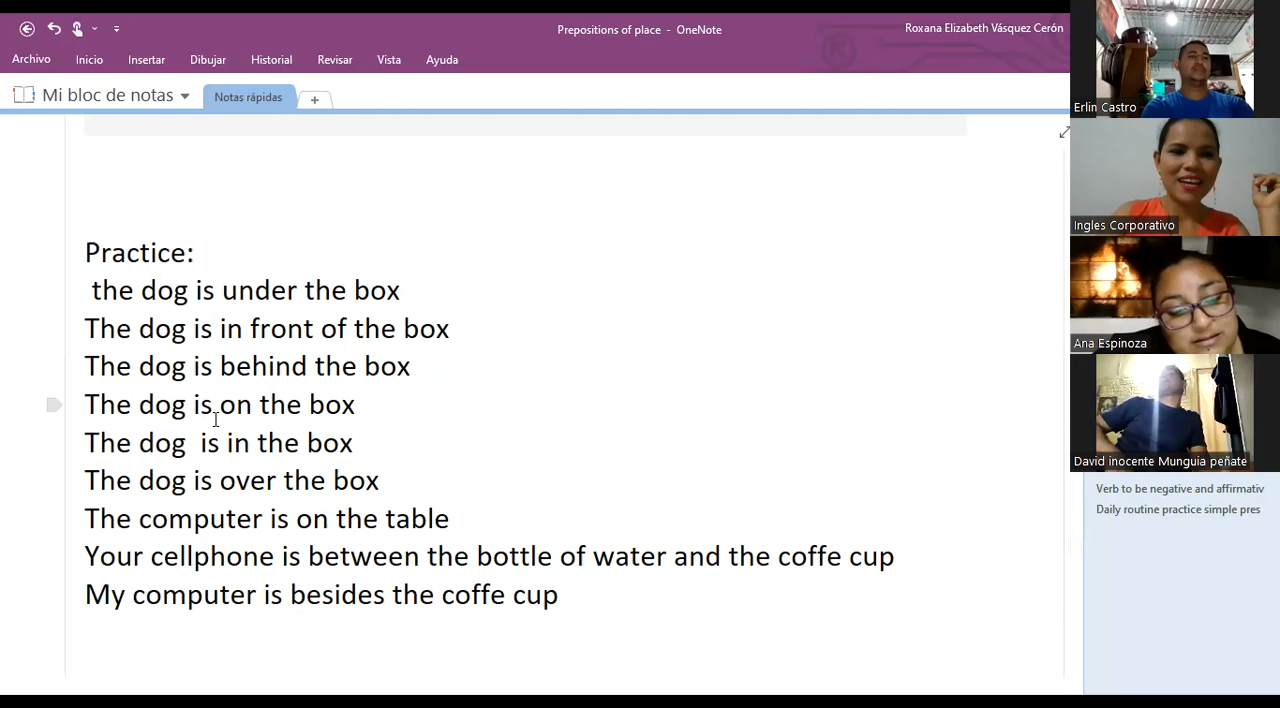 Prepositions of place - OneNote
Roxana Elizabeth Vásquez Cerón
Archivo Inicio Insertar Dibujar Historial Revisar Vista Ayuda
Mi bloc de notas Notas rápidas +
Practice:
the dog is under the box
The dog is in front of the box
The dog is behind the box
The dog is on the box
The dog is in the box
The dog is over the box
The computer is on the table
Your cellphone is between the bottle of water and the coffe cup
My computer is besides the coffe cup
Erlin Castro
Ingles Corporativo
Ana Espinoza
David inocente Munguia peñate
Verb to be negative and affirmativ
Daily routine practice simple pres